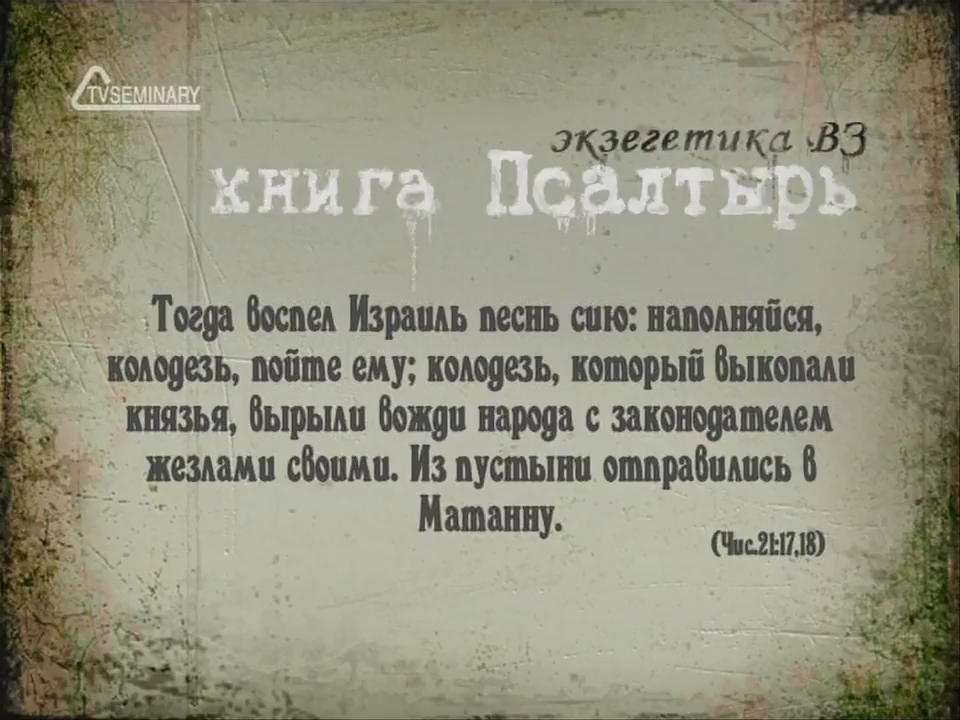 TVSEMINARY
экзегетика ВЗ
книга Псалтырь
Тогда воспел Израиль песнь сию: наполняйся,
колодезь, пойте ему; колодезь, который выкопали
князья, вырыли вожди народа с законодателем
жезлами своими. Из пустыни отправились в
Матанну.
(Чис.21:17,18)